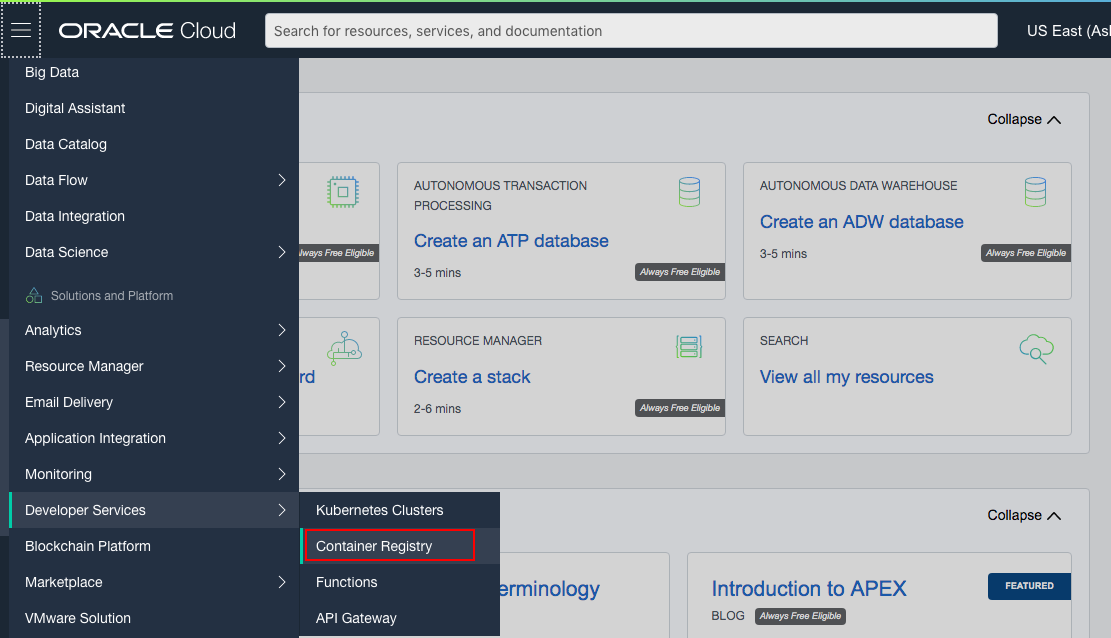 ORACLE Cloud
Search for resources, services, and documentation
US East (As
Big Data
Digital Assistant
Data Catalog
Data Flow
Data Integration
Data Science
Solutions and Platform
Analytics
Resource Manager
Email Delivery
Application Integration
Monitoring
Developer Services
Blockchain Platform
Marketplace
VMware Solution
Kubernetes Clusters
Container Registry
Functions
API Gateway
Collapse
lways Free Eligible
AUTONOMOUS TRANSACTION
PROCESSING
Create an ATP database
3-5 mins
Always Free Eligible
AUTONOMOUS DATA WAREHOUSE
Create an ADW database
3-5 mins
Always Free Eligible
rd
RESOURCE MANAGER
Create a stack
2-6 mins
Always Free Eligible
SEARCH
View all my resources
Collapse
erminology
Introduction to APEX
FEATURED
BLOG
Always Free Eligible